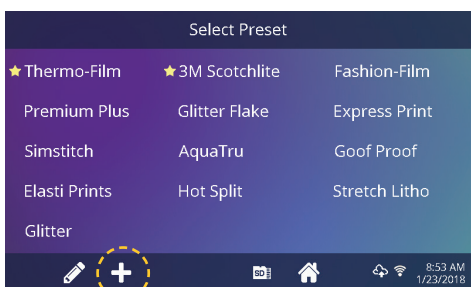 Select Preset
Thermo-Film 3M Scotchlite Fashion-Film
Premium Plus Glitter Flake Express Print
Simstitch AquaTru Goof Proof
Elasti Prints Hot Split Stretch Litho
Glitter
SD 8:53 AM
1/23/2018